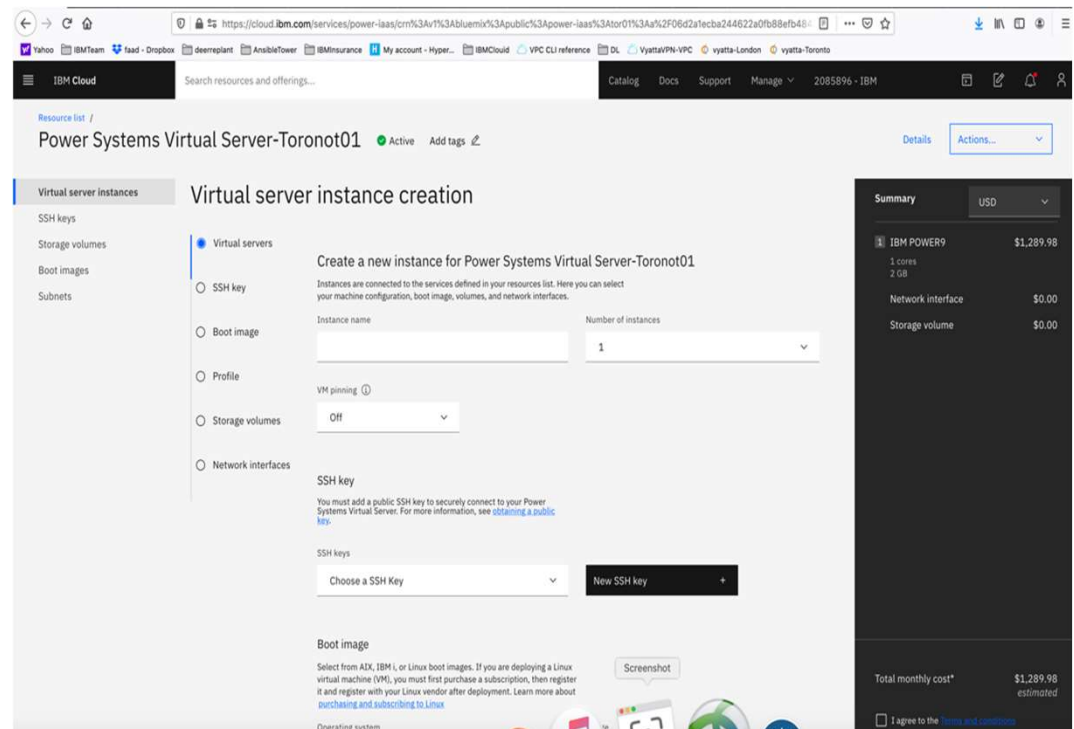 https://cloud.ibm.com/services/power-iaas/crn%3Av1%3Abluemix%3Apublic%3Apower-iaas%3Ator01%3Aa%2F06d2a1ecba244622a0fb88efb48
Yahoo IBMTeam faad - Dropbox deerreplant AnsibleTower IBMInsurance My account - Hyper... IBMClouid VPC CLI reference DL VyattaVPN-VPC vyatta-London vyatta-Toronto
IBM Cloud Search resources and offerings... Catalog Docs Support Manage 2085896 - IBM
Resource list /
Power Systems Virtual Server-Toronot01 Active Add tags Details Actions...
Virtual server instances
SSH keys
Storage volumes
Boot images
Subnets
Virtual server instance creation
Virtual servers
SSH key
Boot image
Profile
Storage volumes
Network interfaces
Create a new instance for Power Systems Virtual Server-Toronot01
Instances are connected to the services defined in your resources list. Here you can select
your machine configuration, boot image, volumes, and network interfaces.
Instance name Number of instances
1
VM pinning
Off
SSH key
You must add a public SSH key to securely connect to your Power
Systems Virtual Server. For more information, see obtaining a public
key.
SSH keys
Choose a SSH Key New SSH key +
Boot image
Select from AIX, IBM i, or Linux boot images. If you are deploying a Linux
virtual machine (VM), you must first purchase a subscription, then register
it and register with your Linux vendor after deployment. Learn more about
purchasing and subscribing to Linux
Operating system
Screenshot
Summary USD
1 IBM POWER9 $1,289.98
1 cores
2 GB
Network interface $0.00
Storage volume $0.00
Total monthly cost* $1,289.98
estimated
I agree to the Terms and conditions